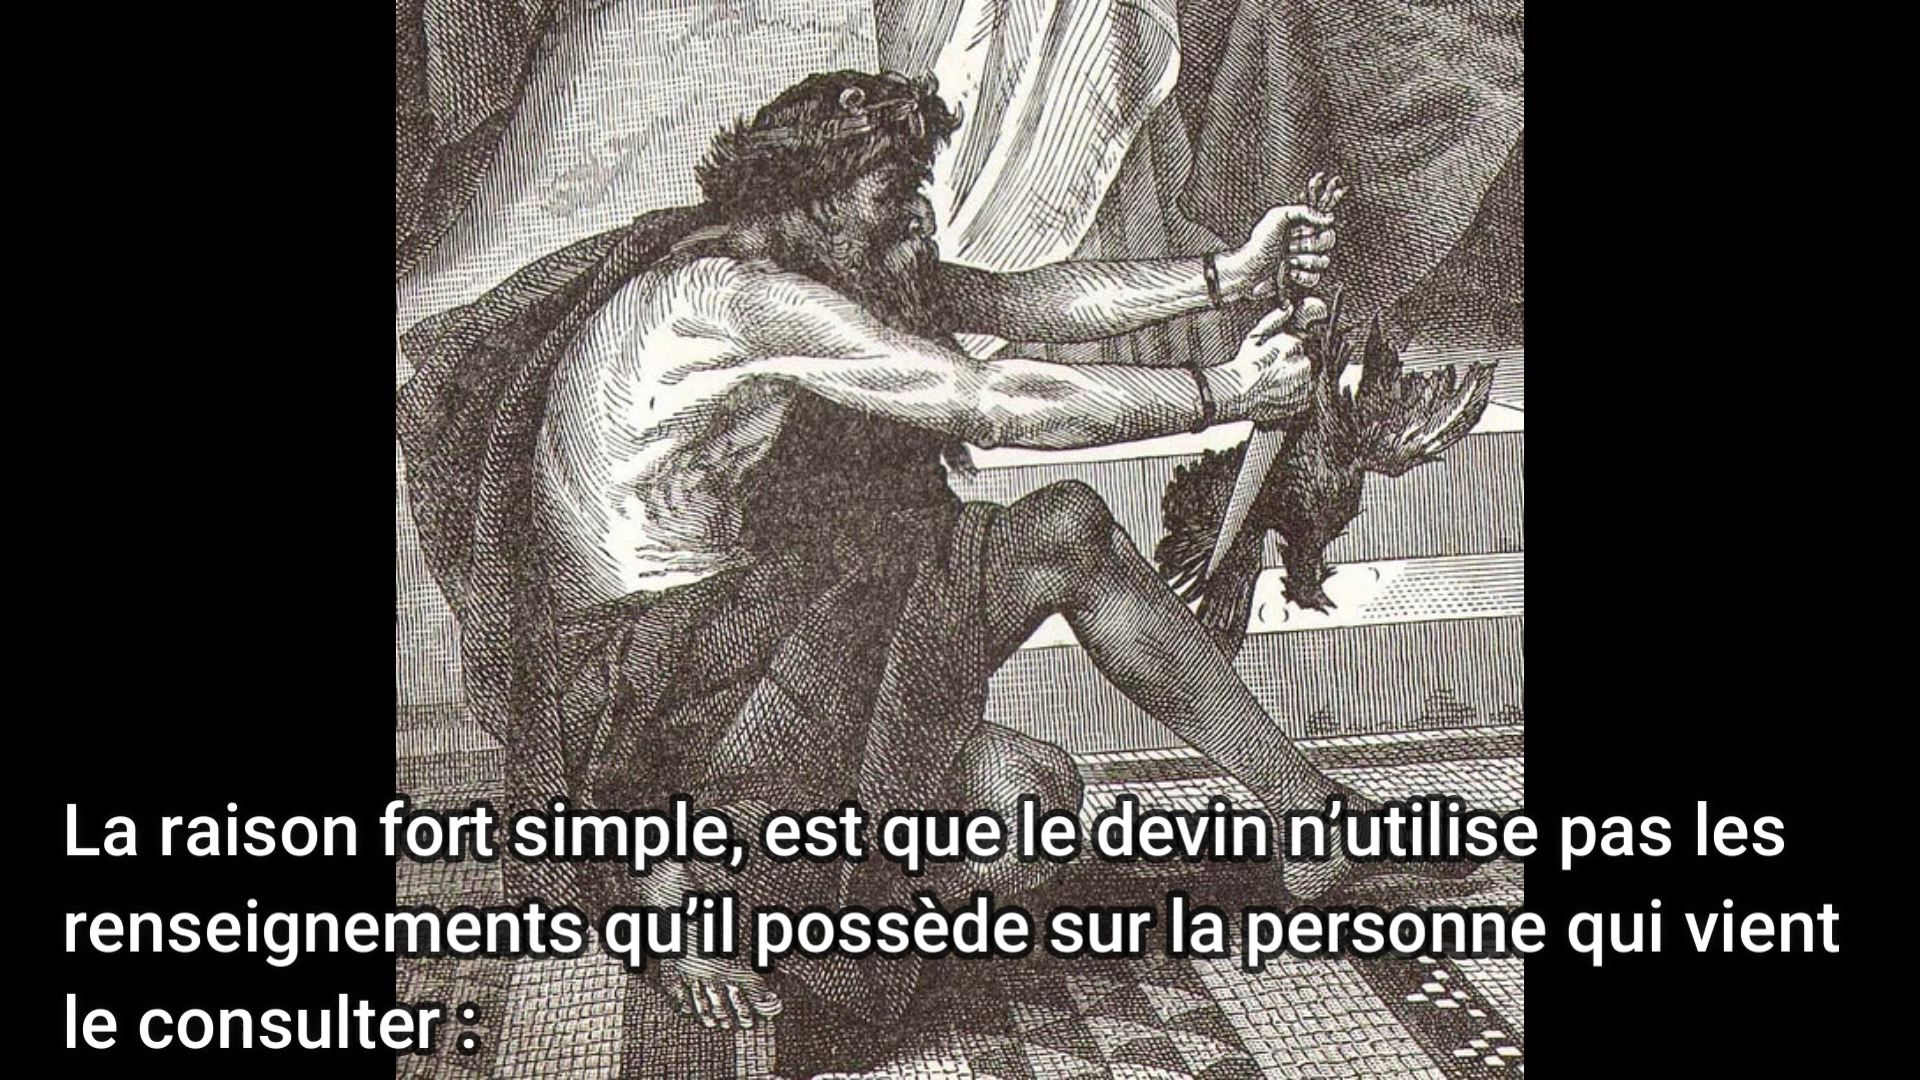 La raison fort simple, est que le devin n’utilise pas les
renseignements qu’il possède sur la personne qui vient
le consulter :